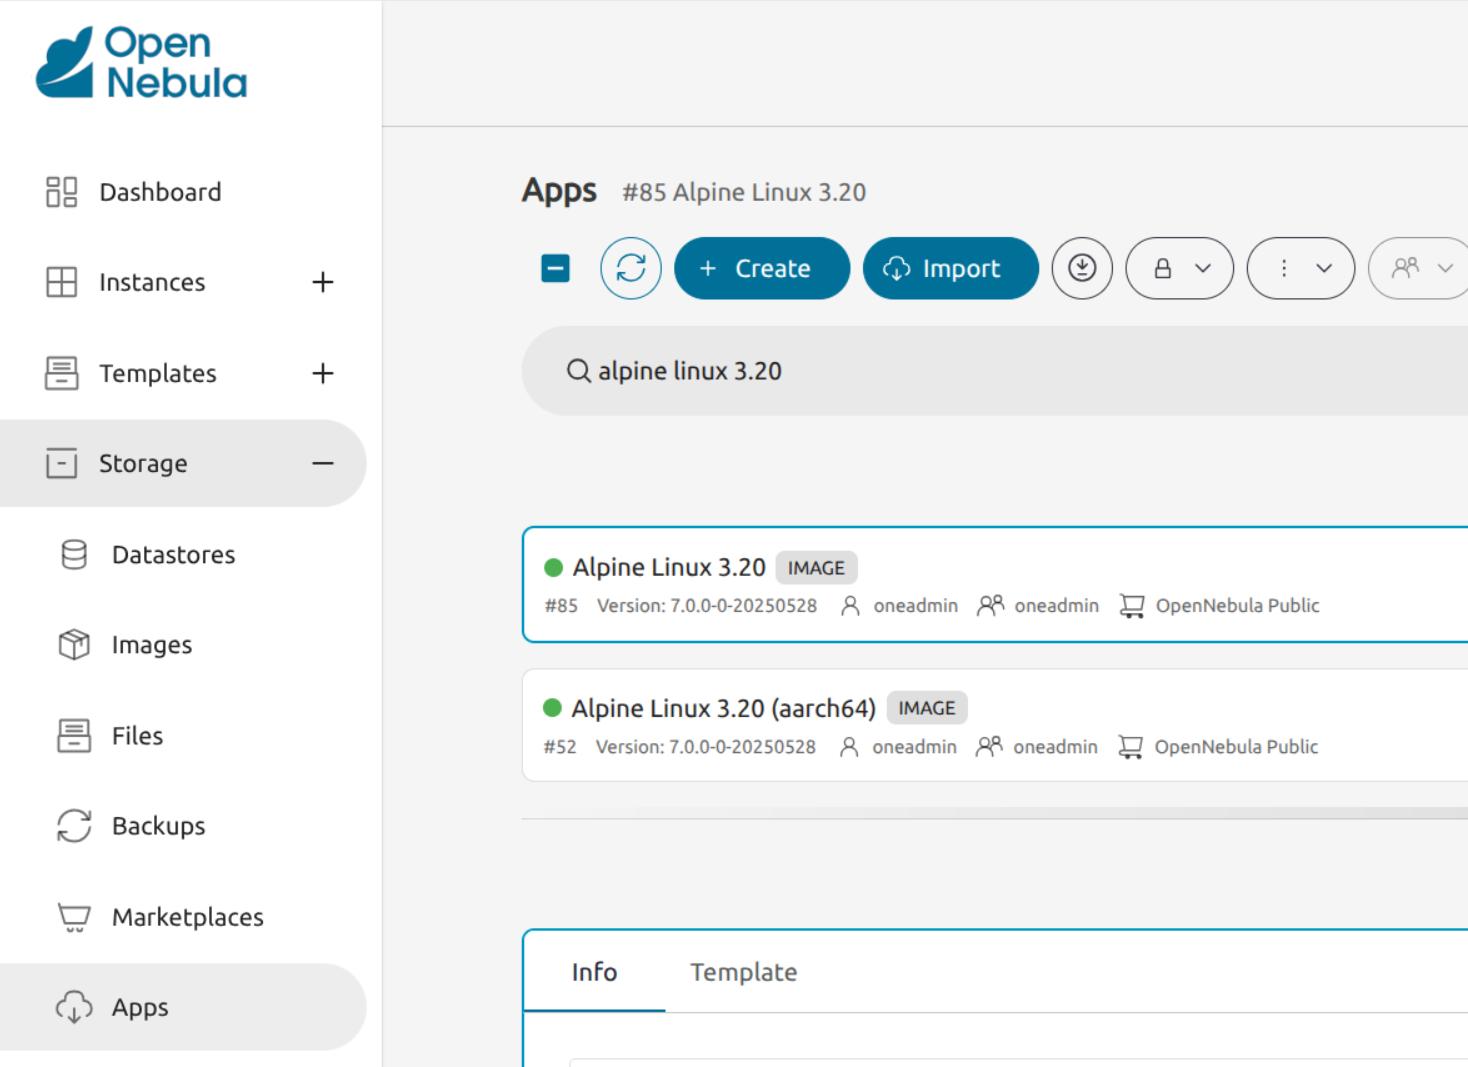 Open
Nebula
Dashboard
Instances
Templates
Storage
Datastores
Images
Files
Backups
Marketplaces
Apps
Apps #85 Alpine Linux 3.20
+ Create Import
alpine linux 3.20
Alpine Linux 3.20 IMAGE
#85 Version: 7.0.0-0-20250528 oneadmin oneadmin OpenNebula Public
Alpine Linux 3.20 (aarch64) IMAGE
#52 Version: 7.0.0-0-20250528 oneadmin oneadmin OpenNebula Public
Info Template